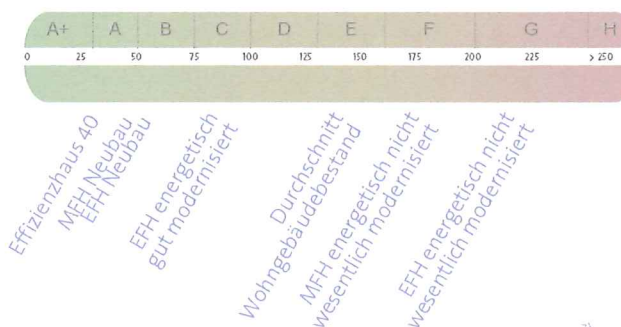 A+ A B C D E F G H
0 25 50 75 100 125 150 175 200 225 > 250
Effizienzhaus 40
MFH Neubau
EFH Neubau
EFH energetisch
gut modernisiert
Durchschnitt
Wohngebäudebestand
MFH energetisch nicht
wesentlich modernisiert
EFH energetisch nicht
wesentlich modernisiert